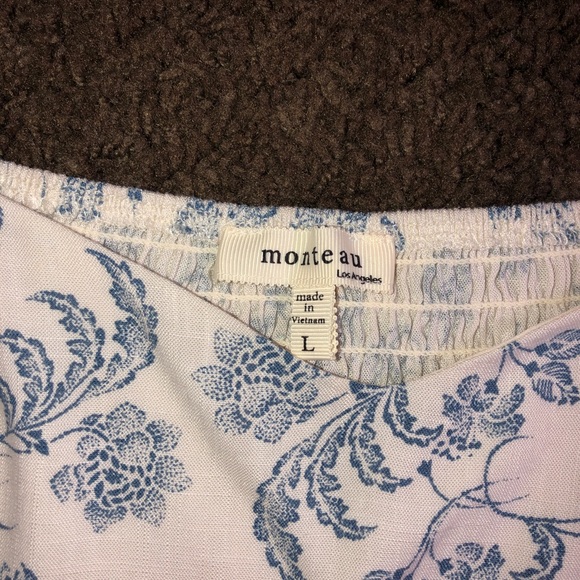 monteau
Los Angeles
made
in
Vietnam
L